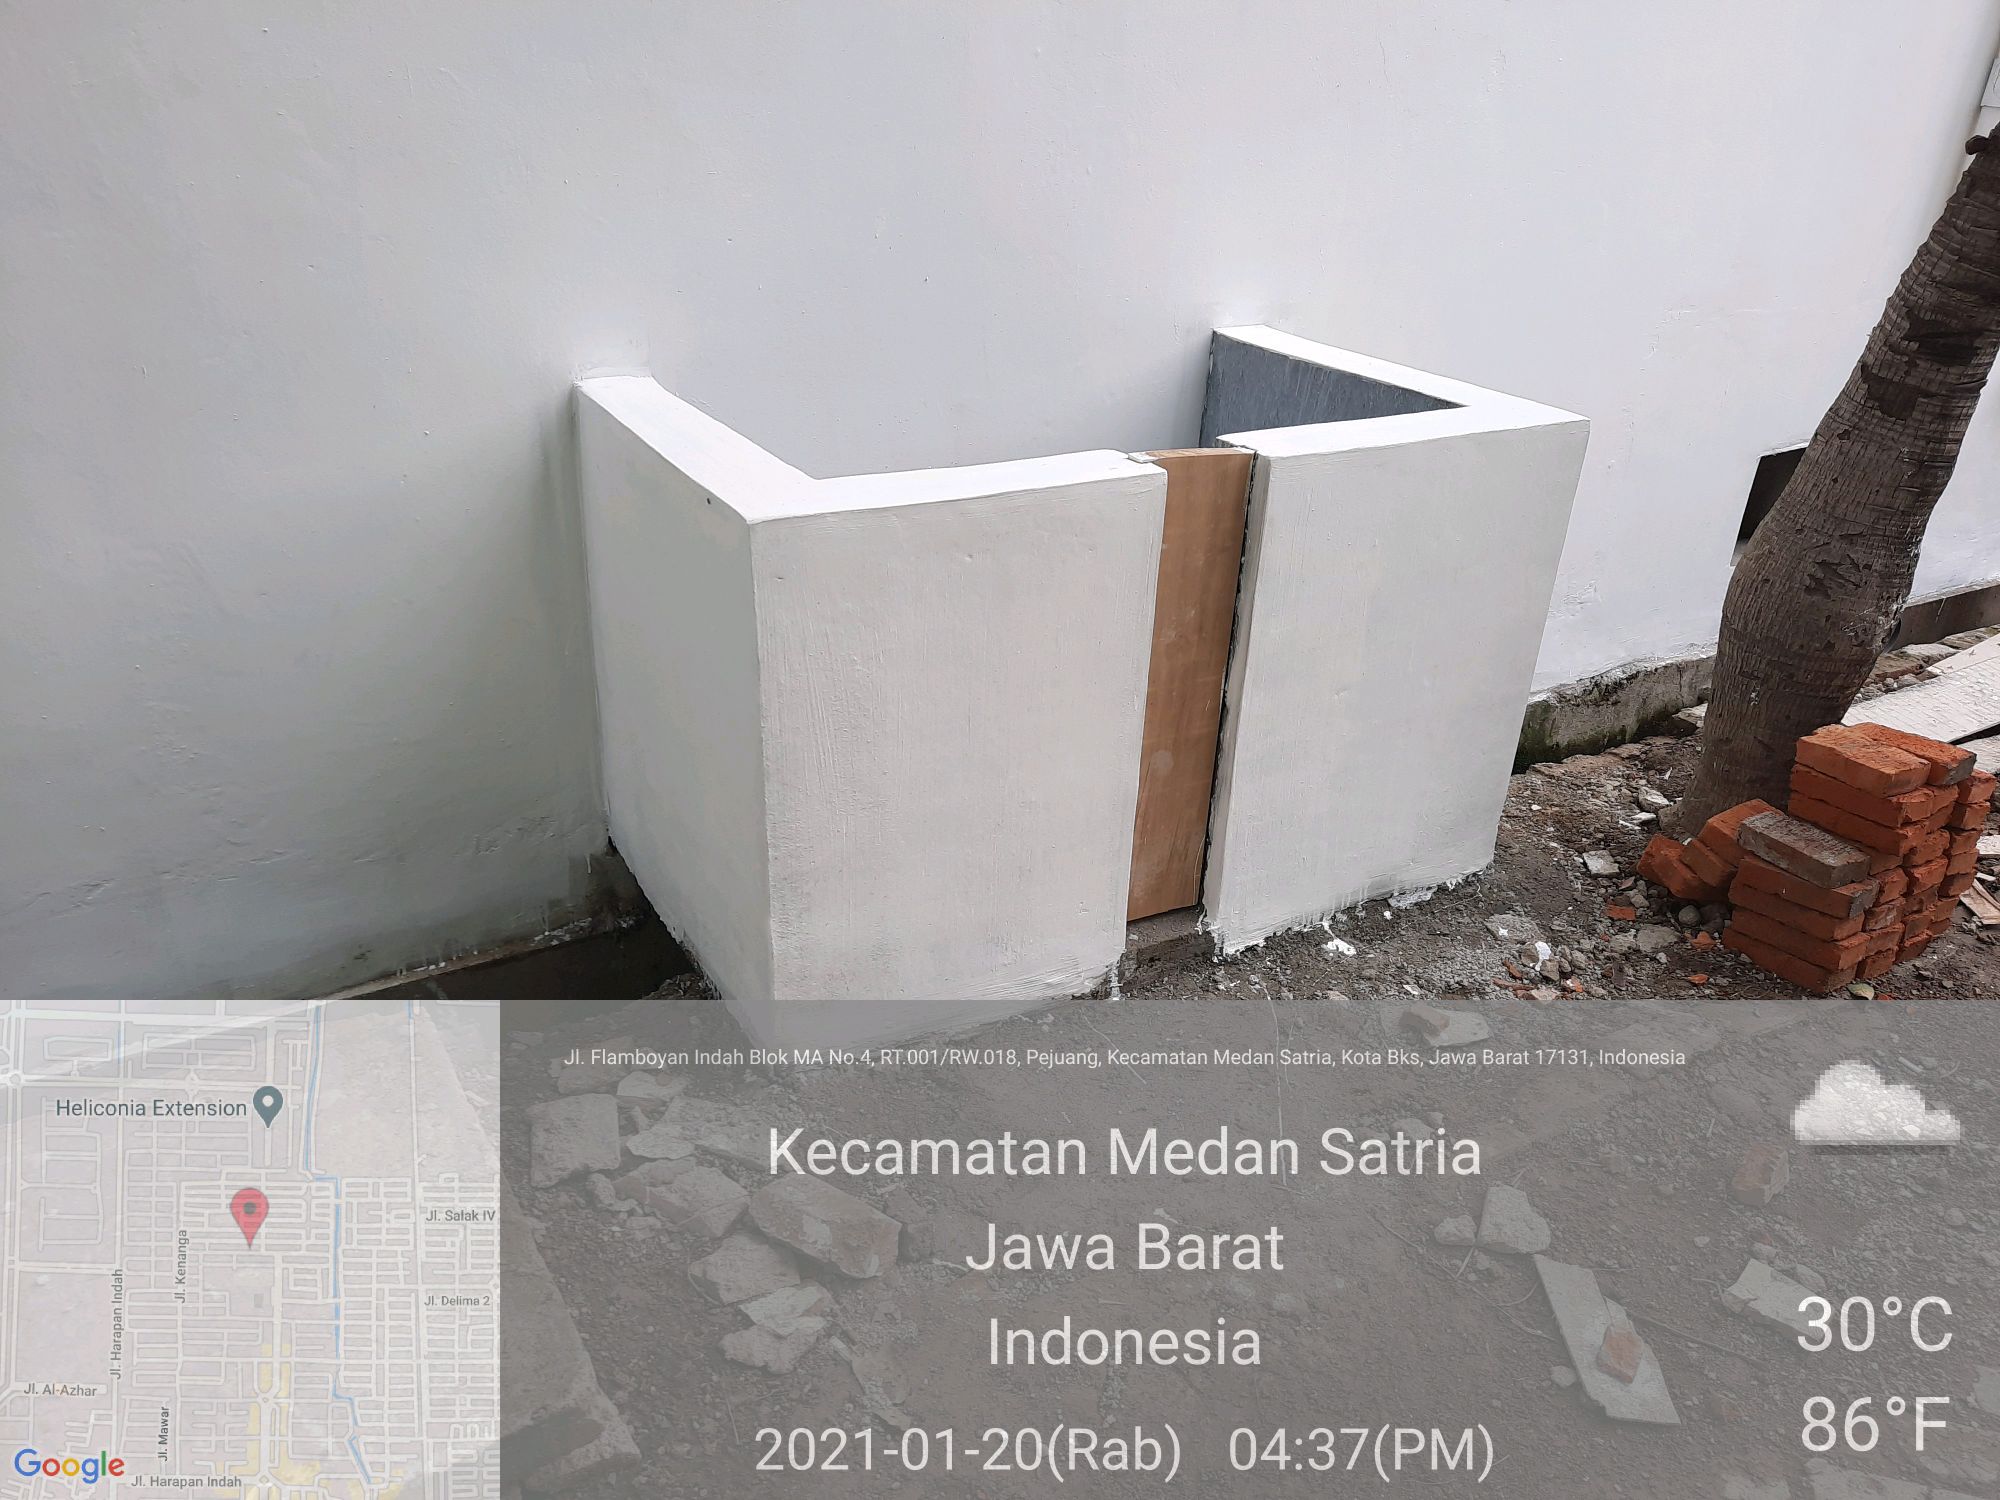 Jl. Flamboyan Indah Blok MA No.4, RT.001/RW.018, Pejuang, Kecamatan Medan Satria, Kota Bks, Jawa Barat 17131, Indonesia
Kecamatan Medan Satria
Jawa Barat
Indonesia
2021-01-20(Rab) 04:37(PM)
30°C
86°F
Heliconia Extension
Jl. Salak IV
Jl. Kenanga
Jl. Harapan Indah
Jl. Delima 2
Jl. Al-Azhar
Jl. Mawar
Google
Jl. Harapan Indah